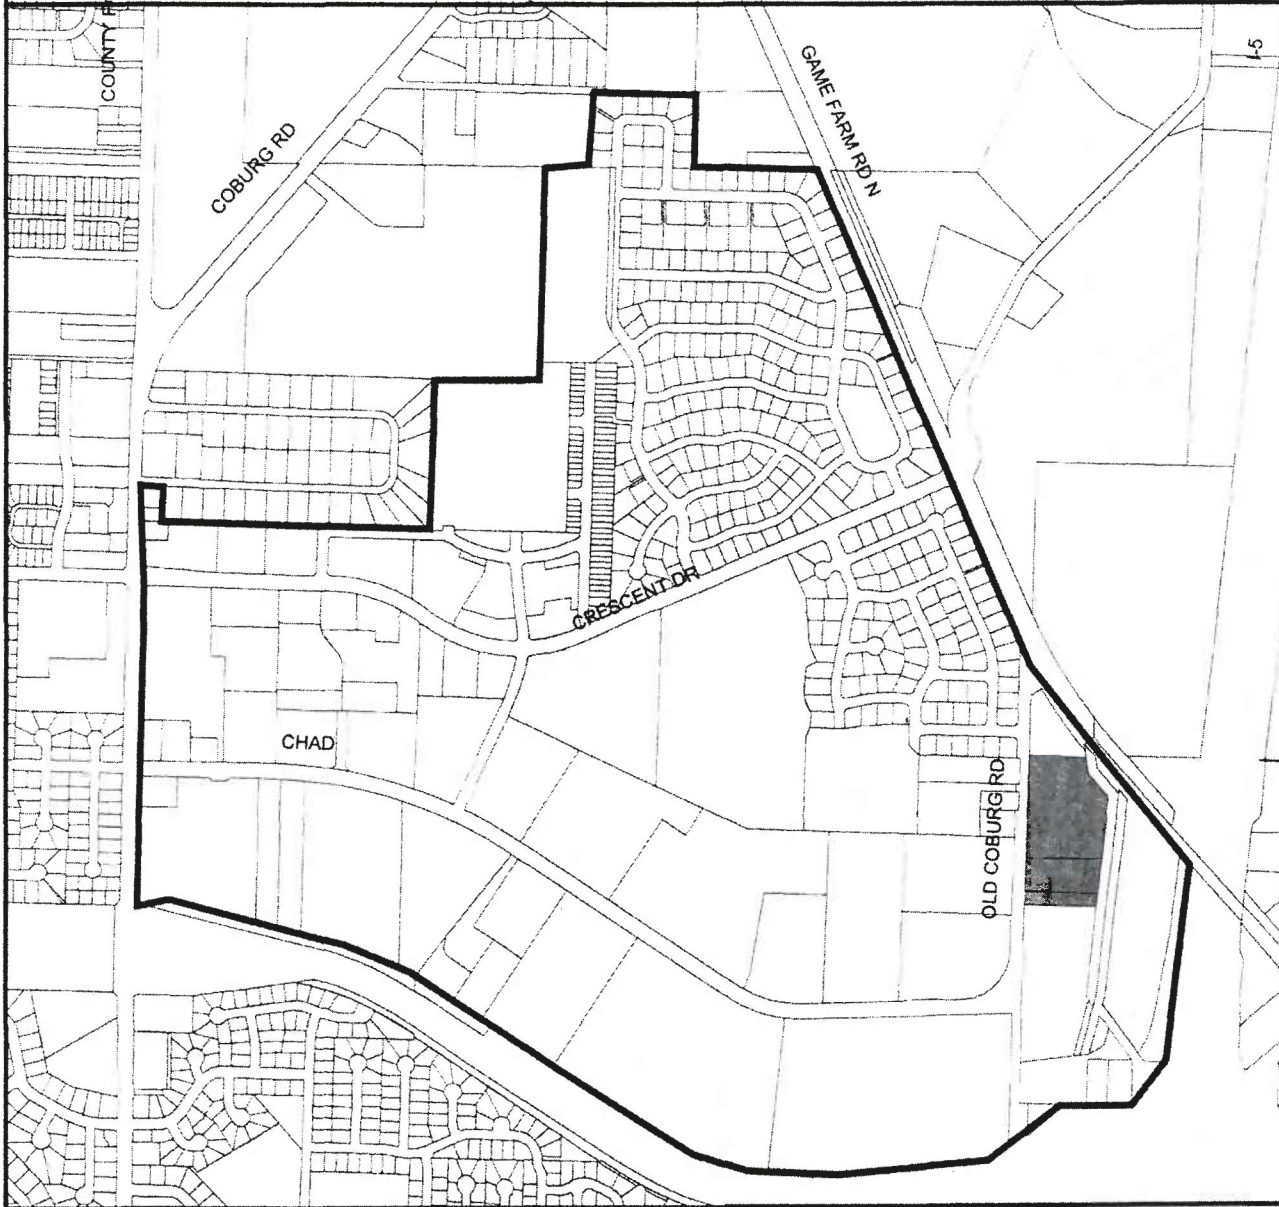 COUNTY
I-5
COBURG RD
GAME FARM RD N
CRESCENT DR
CHAD
OLD COBURG RD